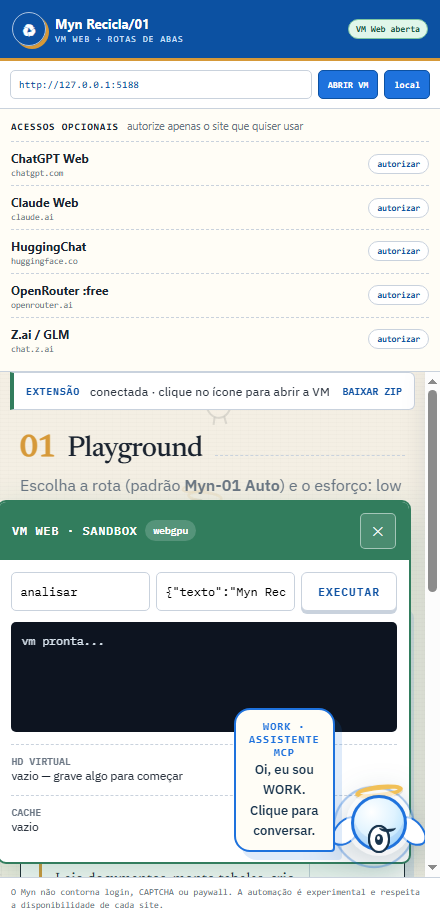 Myn Recicla/01
VM WEB + ROTAS DE ABAS
VM Web aberta
http://127.0.0.1:5188
ABRIR VM
local
ACESSOS OPCIONAIS autorize apenas o site que quiser usar
ChatGPT Web
chatgpt.com
autorizar
Claude Web
claude.ai
autorizar
HuggingChat
huggingface.co
autorizar
OpenRouter :free
openrouter.ai
autorizar
Z.ai / GLM
chat.z.ai
autorizar
EXTENSÃO conectada · clique no ícone para abrir a VM BAIXAR ZIP
01 Playground
Escolha a rota (padrão Myn-01 Auto) e o esforço: low
VM WEB · SANDBOX webgpu
analisar
{"texto":"Myn Rec
EXECUTAR
vm pronta...
HD VIRTUAL
vazio — grave algo para começar
CACHE
vazio
WORK ·
ASSISTENTE
MCP
Oi, eu sou
WORK.
Clique para
conversar.
O Myn não contorna login, CAPTCHA ou paywall. A automação é experimental e respeita
a disponibilidade de cada site.